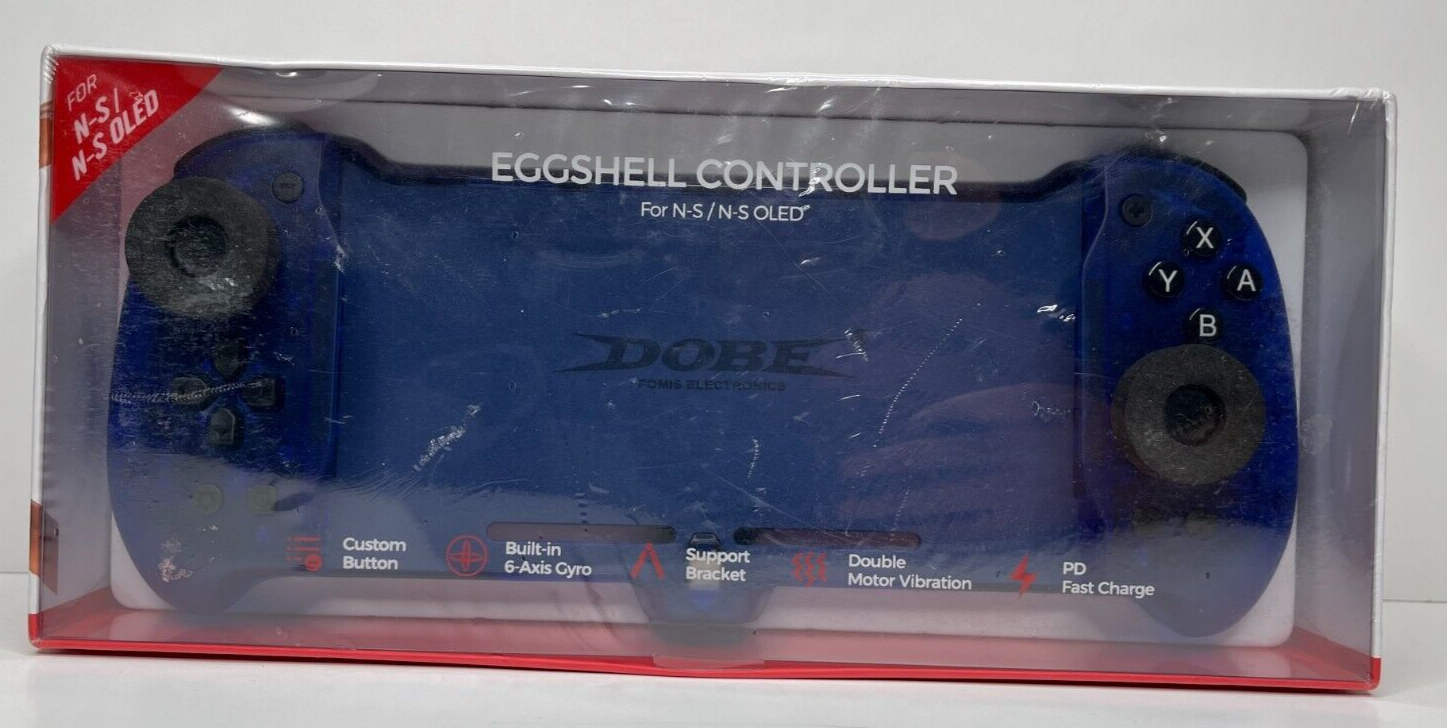 FOR
N-S /
N-S OLED
EGGSHELL CONTROLLER
For N-S / N-S OLED
X
Y
A
B
DOBE
FOMIS ELECTRONICS
Custom
Button
Built-in
6-Axis Gyro
Support
Bracket
Double
Motor Vibration
PD
Fast Charge